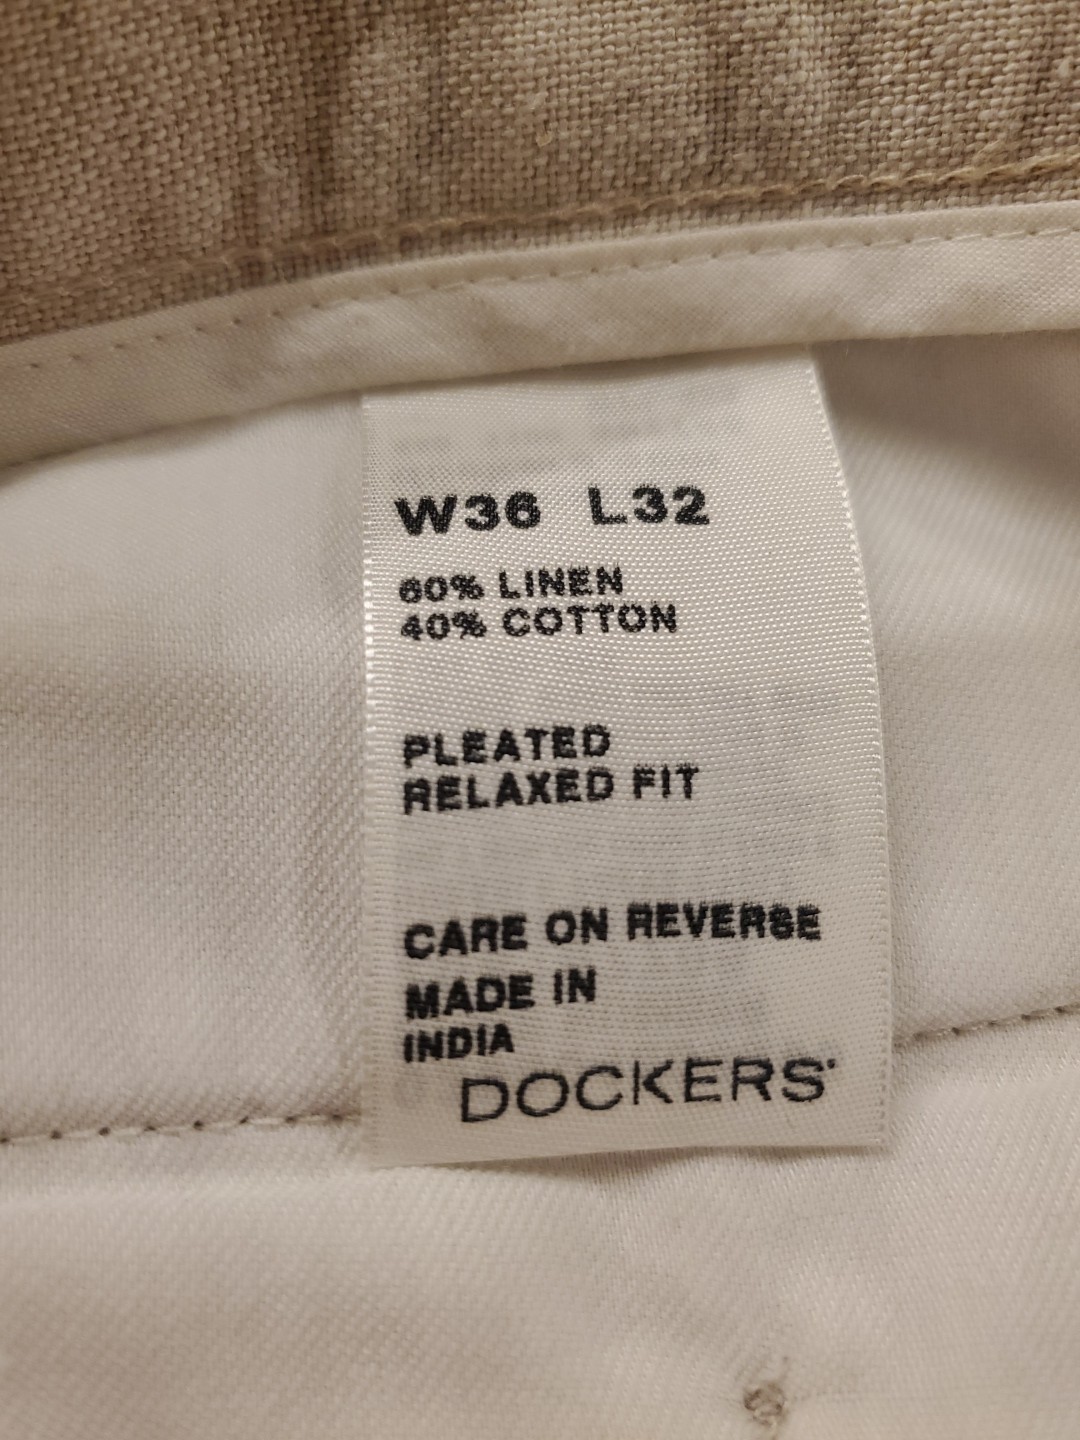 W36 L32
60% LINEN
40% COTTON
PLEATED
RELAXED FIT
CARE ON REVERSE
MADE IN
INDIA
DOCKERS®